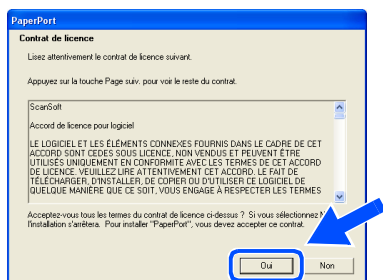 PaperPort
Contrat de licence
Lisez attentivement le contrat de licence suivant.
Appuyez sur la touche Page suiv. pour voir le reste du contrat.
ScanSoft
Accord de licence pour logiciel
LE LOGICIEL ET LES ÉLÉMENTS CONNEXES FOURNIS DANS LE CADRE DE CET
ACCORD SONT CEDES SOUS LICENCE, NON VENDUS ET PEUVENT ÊTRE
UTILISÉS UNIQUEMENT EN CONFORMITE AVEC LES TERMES DE CET ACCORD
DE LICENCE. VEUILLEZ LIRE ATTENTIVEMENT CET ACCORD. LE FAIT DE
TÉLÉCHARGER, D'INSTALLER, DE COPIER OU D'UTILISER CE LOGICIEL DE
QUELQUE MANIÈRE QUE CE SOIT, VOUS ENGAGE À RESPECTER LES TERMES
Acceptez-vous tous les termes du contrat de licence ci-dessus ? Si vous sélectionnez
l'installation s'arrêtera. Pour installer "PaperPort", vous devez accepter ce contrat.
Oui
Non